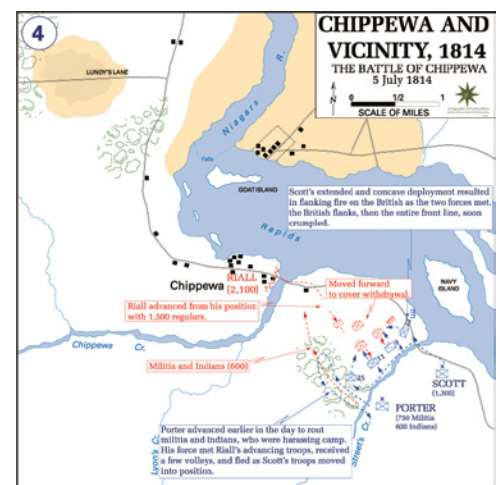 4
CHIPPEWA AND
VICINITY, 1814
THE BATTLE OF CHIPPEWA
5 July 1814
N
0 1/2 1
SCALE OF MILES
LUNDY'S LANE
Niagara R.
Falls
GOAT ISLAND
Scott's extended and concave deployment resulted
in flanking fire on the British as the two forces met.
the British flanks, then the entire front line, soon
crumpled.
Rapids
NAVY
ISLAND
RIALL
(2,100)
Chippewa
Moved forward
to cover withdrawal.
Riall advanced from his position
with 1,500 regulars.
Chippewa Cr.
Militia and Indians (600)
25
11
9
SCOTT
(1,300)
PORTER
(750 Militia
600 Indians)
Porter advanced earlier in the day to rout
militia and Indians, who were harassing camp.
His force met Riall's advancing troops, received
a few volleys, and fled as Scott's troops moved
into position.
Lyon's Cr.
Street's Cr.